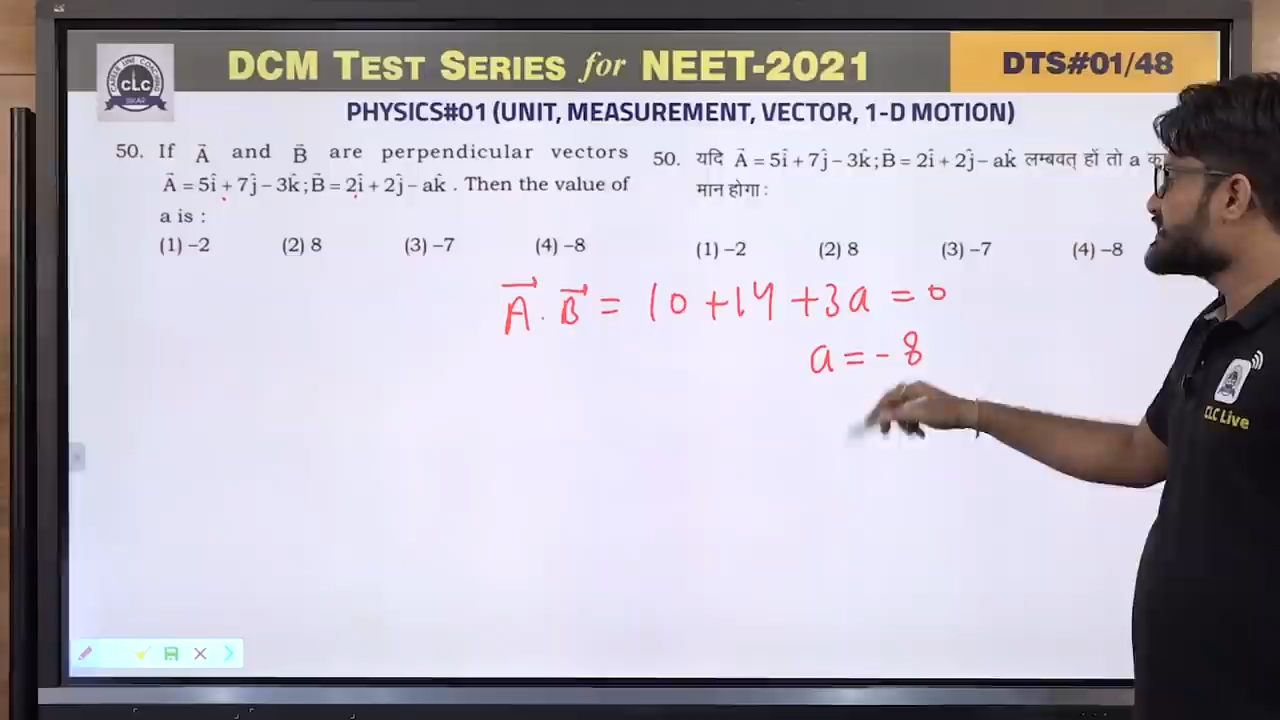 DCM TEST SERIES for NEET-2021
DTS#01/48
CLC
SIKAR
PHYSICS#01 (UNIT, MEASUREMENT, VECTOR, 1-D MOTION)
50. If A⃗ and B⃗ are perpendicular vectors
A⃗ = 5î + 7ĵ − 3k̂ ; B⃗ = 2î + 2ĵ − ak̂ . Then the value of
a is :
(1) −2 (2) 8 (3) −7 (4) −8
50. यदि A⃗ = 5î + 7ĵ − 3k̂ ; B⃗ = 2î + 2ĵ − ak̂ लम्बवत् हों तो a
मान होगा :
(1) −2 (2) 8 (3) −7 (4) −8
A⃗ . B⃗ = 10 + 14 + 3a = 0
a = - 8
CLC Live